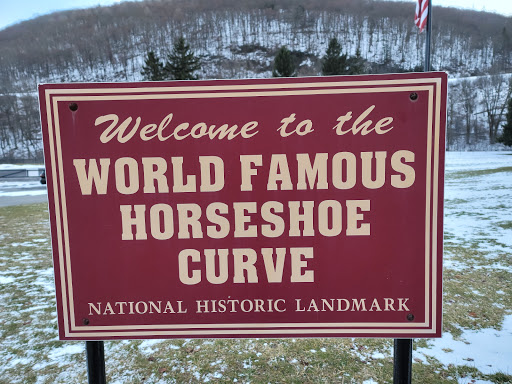 Welcome to the
WORLD FAMOUS
HORSESHOE
CURVE
NATIONAL HISTORIC LANDMARK